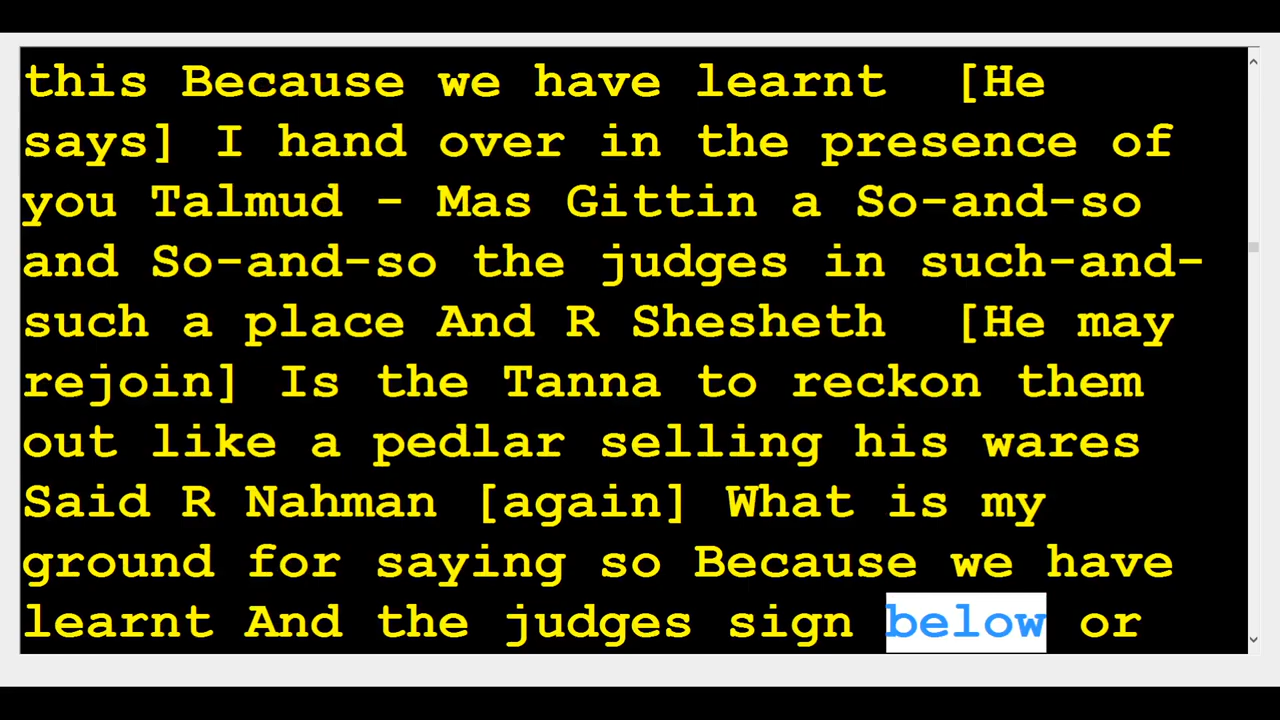 this Because we have learnt [He
says] I hand over in the presence of
you Talmud - Mas Gittin a So-and-so
and So-and-so the judges in such-and-
such a place And R Shesheth [He may
rejoin] Is the Tanna to reckon them
out like a pedlar selling his wares
Said R Nahman [again] What is my
ground for saying so Because we have
learnt And the judges sign below or